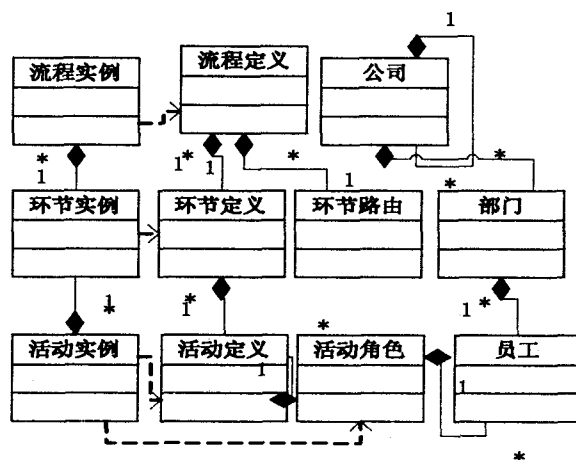 1
流程实例 流程定义 公司
* 1* 1 * *
1 1 *
环节实例 环节定义 环节路由 部门
1 * * 1 *
* 1
*
活动实例 活动定义 活动角色 员工
1 1
*